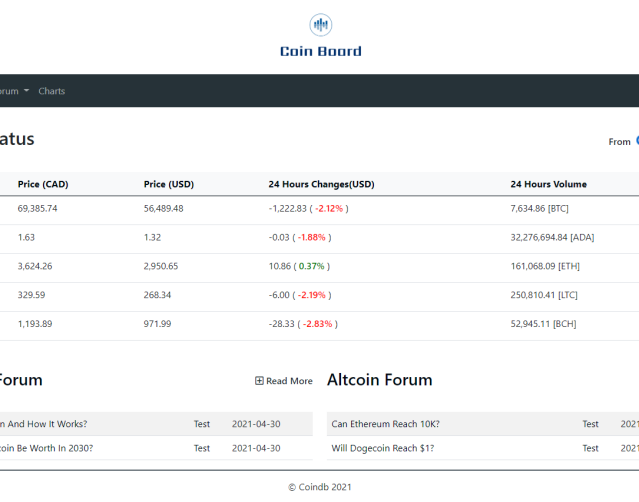 Coin Board
Charts
From
Price (CAD) Price (USD) 24 Hours Changes(USD) 24 Hours Volume
69,385.74 56,489.48 -1,222.83 ( -2.12% ) 7,634.86 [BTC]
1.63 1.32 -0.03 ( -1.88% ) 32,276,694.84 [ADA]
3,624.26 2,950.65 10.86 ( 0.37% ) 161,068.09 [ETH]
329.59 268.34 -6.00 ( -2.19% ) 250,810.41 [LTC]
1,193.89 971.99 -28.33 ( -2.83% ) 52,945.11 [BCH]
Forum Read More Altcoin Forum
And How It Works? Test 2021-04-30 Can Ethereum Reach 10K? Test
Be Worth In 2030? Test 2021-04-30 Will Dogecoin Reach $1? Test
© Coindb 2021